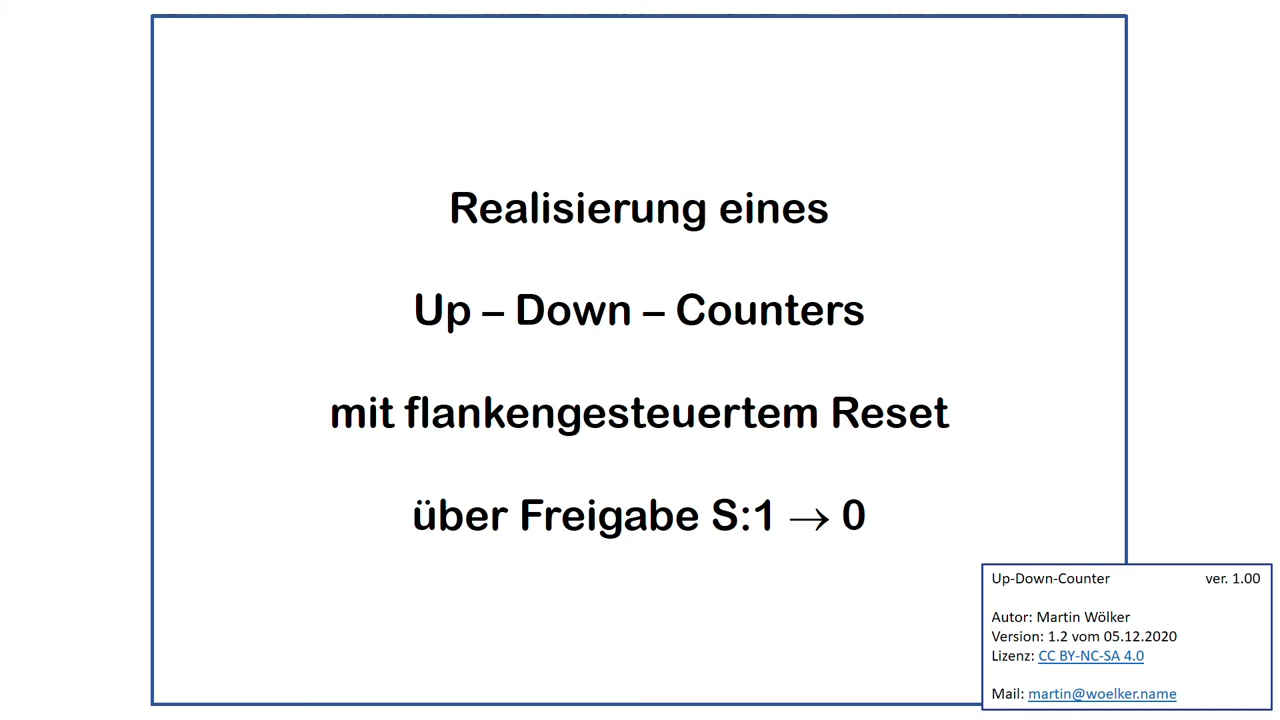 Realisierung eines
Up – Down – Counters
mit flankengesteuertem Reset
über Freigabe S:1 → 0
Up-Down-Counter ver. 1.00
Autor: Martin Wölker
Version: 1.2 vom 05.12.2020
Lizenz: CC BY-NC-SA 4.0
Mail: martin@woelker.name